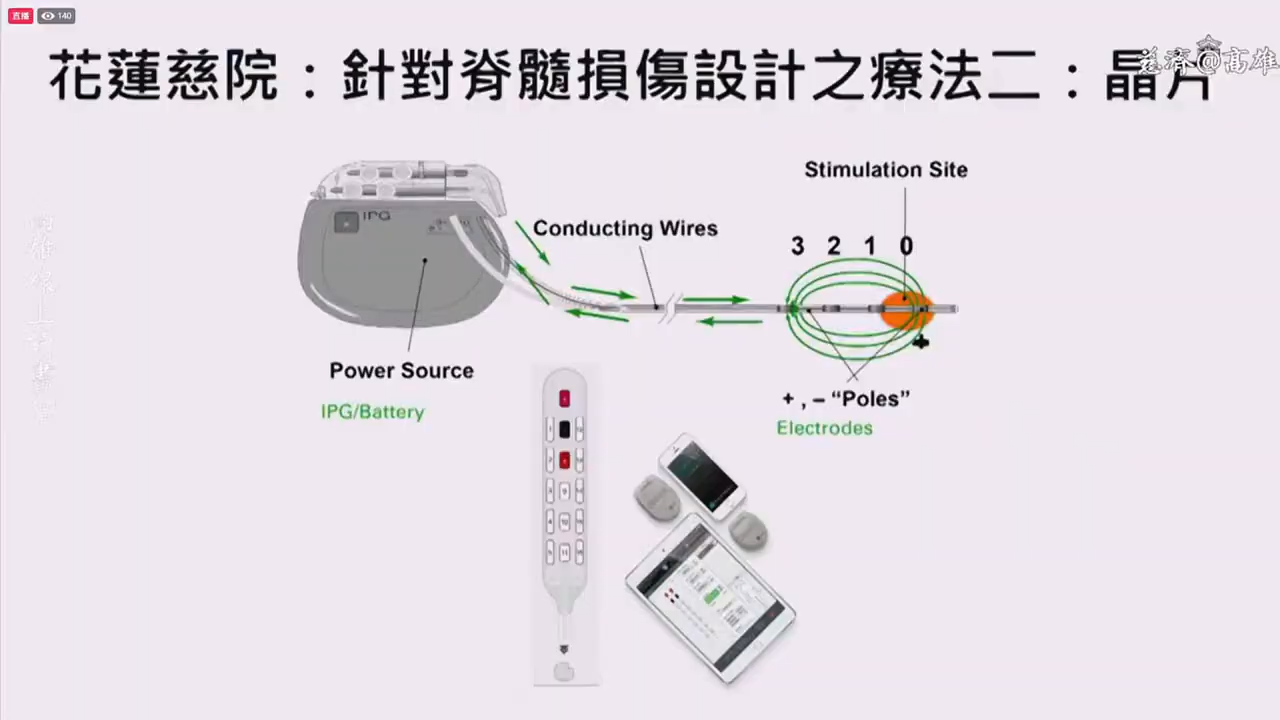 直播 140
慈濟@高雄
花蓮慈院：針對脊髓損傷設計之療法二：晶片
Stimulation Site
IPG
Conducting Wires
3 2 1 0
Power Source
IPG/Battery
+ , – “Poles”
Electrodes